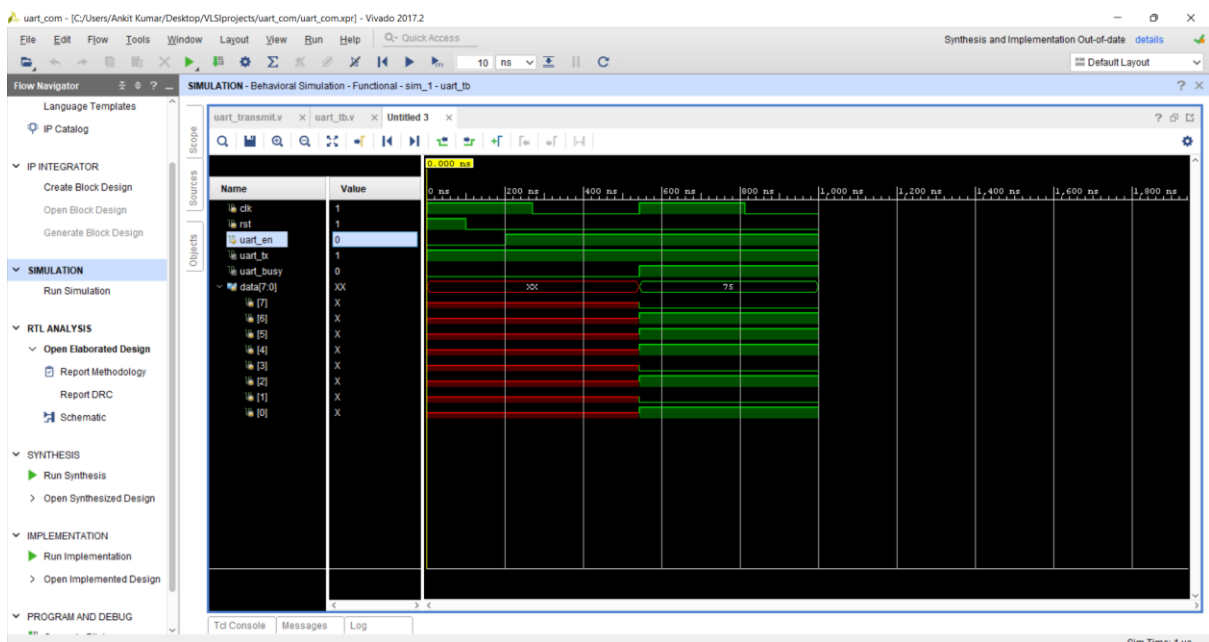 uart_com - [C:/Users/Ankit Kumar/Desktop/VLSIprojects/uart_com/uart_com.xpr] - Vivado 2017.2
File Edit Flow Tools Window Layout View Run Help Q- Quick Access
Synthesis and Implementation Out-of-date details
10 ns
Default Layout
Flow Navigator
SIMULATION - Behavioral Simulation - Functional - sim_1 - uart_tb
Language Templates
IP Catalog
IP INTEGRATOR
Create Block Design
Open Block Design
Generate Block Design
SIMULATION
Run Simulation
RTL ANALYSIS
Open Elaborated Design
Report Methodology
Report DRC
Schematic
SYNTHESIS
Run Synthesis
Open Synthesized Design
IMPLEMENTATION
Run Implementation
Open Implemented Design
PROGRAM AND DEBUG
Scope
Sources
Objects
uart_transmit.v × uart_tb.v × Untitled 3 ×
0.000 ns
Name Value
0 ns 200 ns 400 ns 600 ns 800 ns 1,000 ns 1,200 ns 1,400 ns 1,600 ns 1,800 ns
clk 1
rst 1
uart_en 0
uart_tx 1
uart_busy 0
data[7:0] XX XX 75
[7] X
[6] X
[5] X
[4] X
[3] X
[2] X
[1] X
[0] X
Tcl Console Messages Log
Sim Time: 1 us